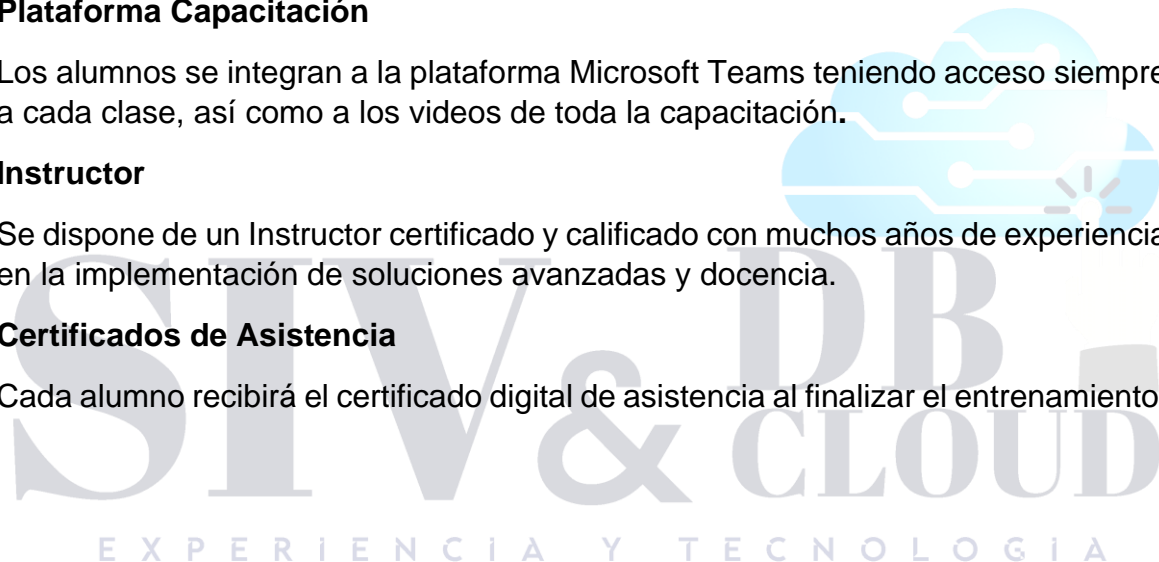 Plataforma Capacitación
Los alumnos se integran a la plataforma Microsoft Teams teniendo acceso siempre
a cada clase, así como a los videos de toda la capacitación.
Instructor
Se dispone de un Instructor certificado y calificado con muchos años de experiencia
en la implementación de soluciones avanzadas y docencia.
Certificados de Asistencia
Cada alumno recibirá el certificado digital de asistencia al finalizar el entrenamiento
SIV & DB
CLOUD
EXPERIENCIA Y TECNOLOGÍA